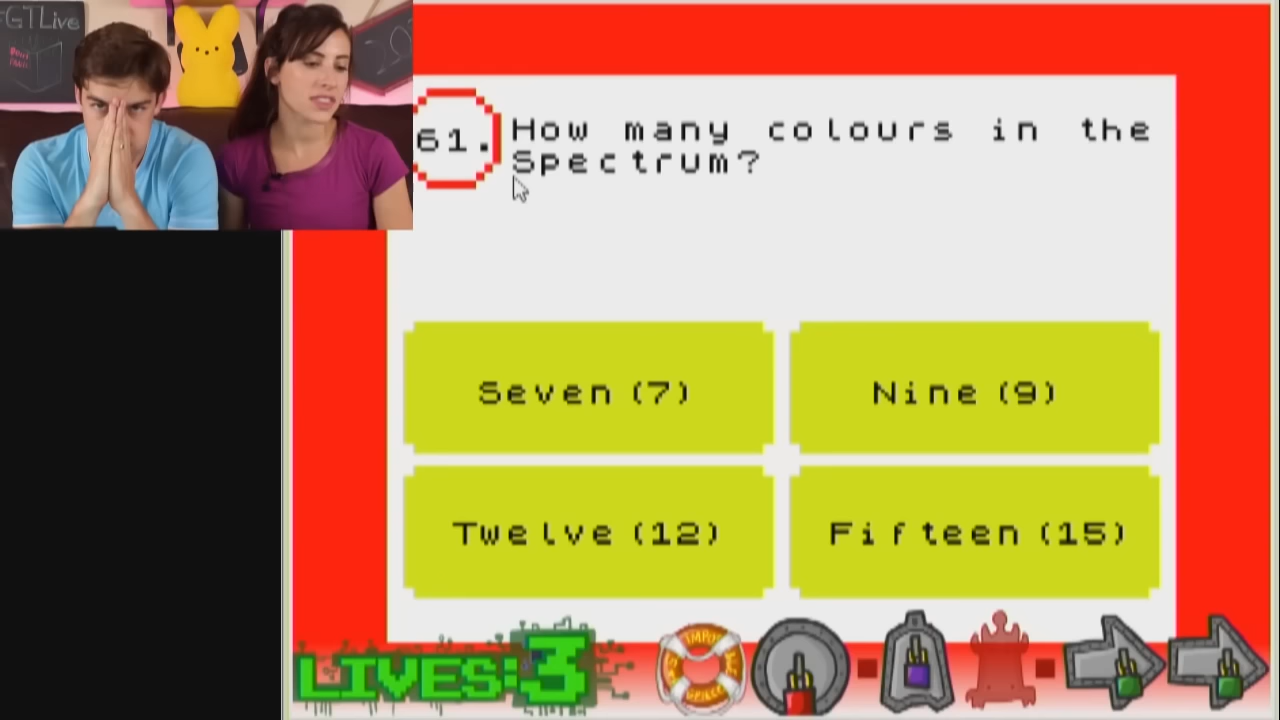 GTLive
61.
How many colours in the
Spectrum?
Seven (7)
Nine (9)
Twelve (12)
Fifteen (15)
LIVES:3